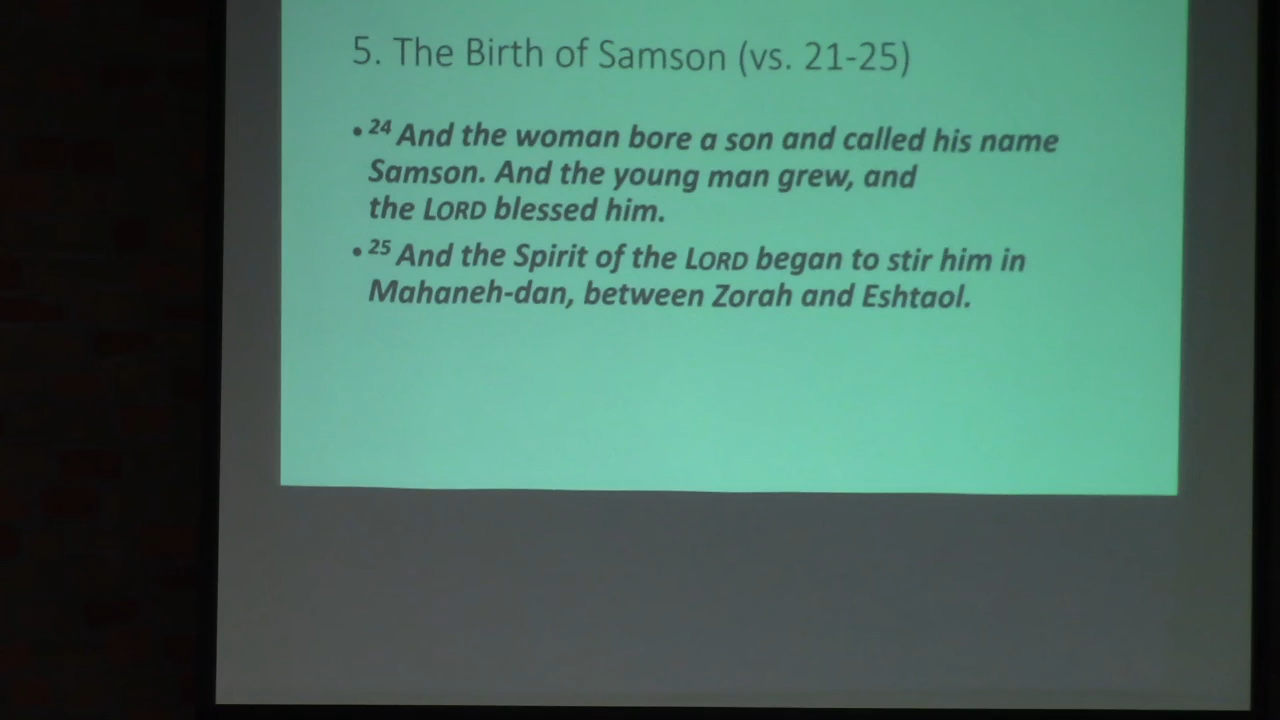 5. The Birth of Samson (vs. 21-25)
• 24 And the woman bore a son and called his name
Samson. And the young man grew, and
the LORD blessed him.
• 25 And the Spirit of the LORD began to stir him in
Mahaneh-dan, between Zorah and Eshtaol.